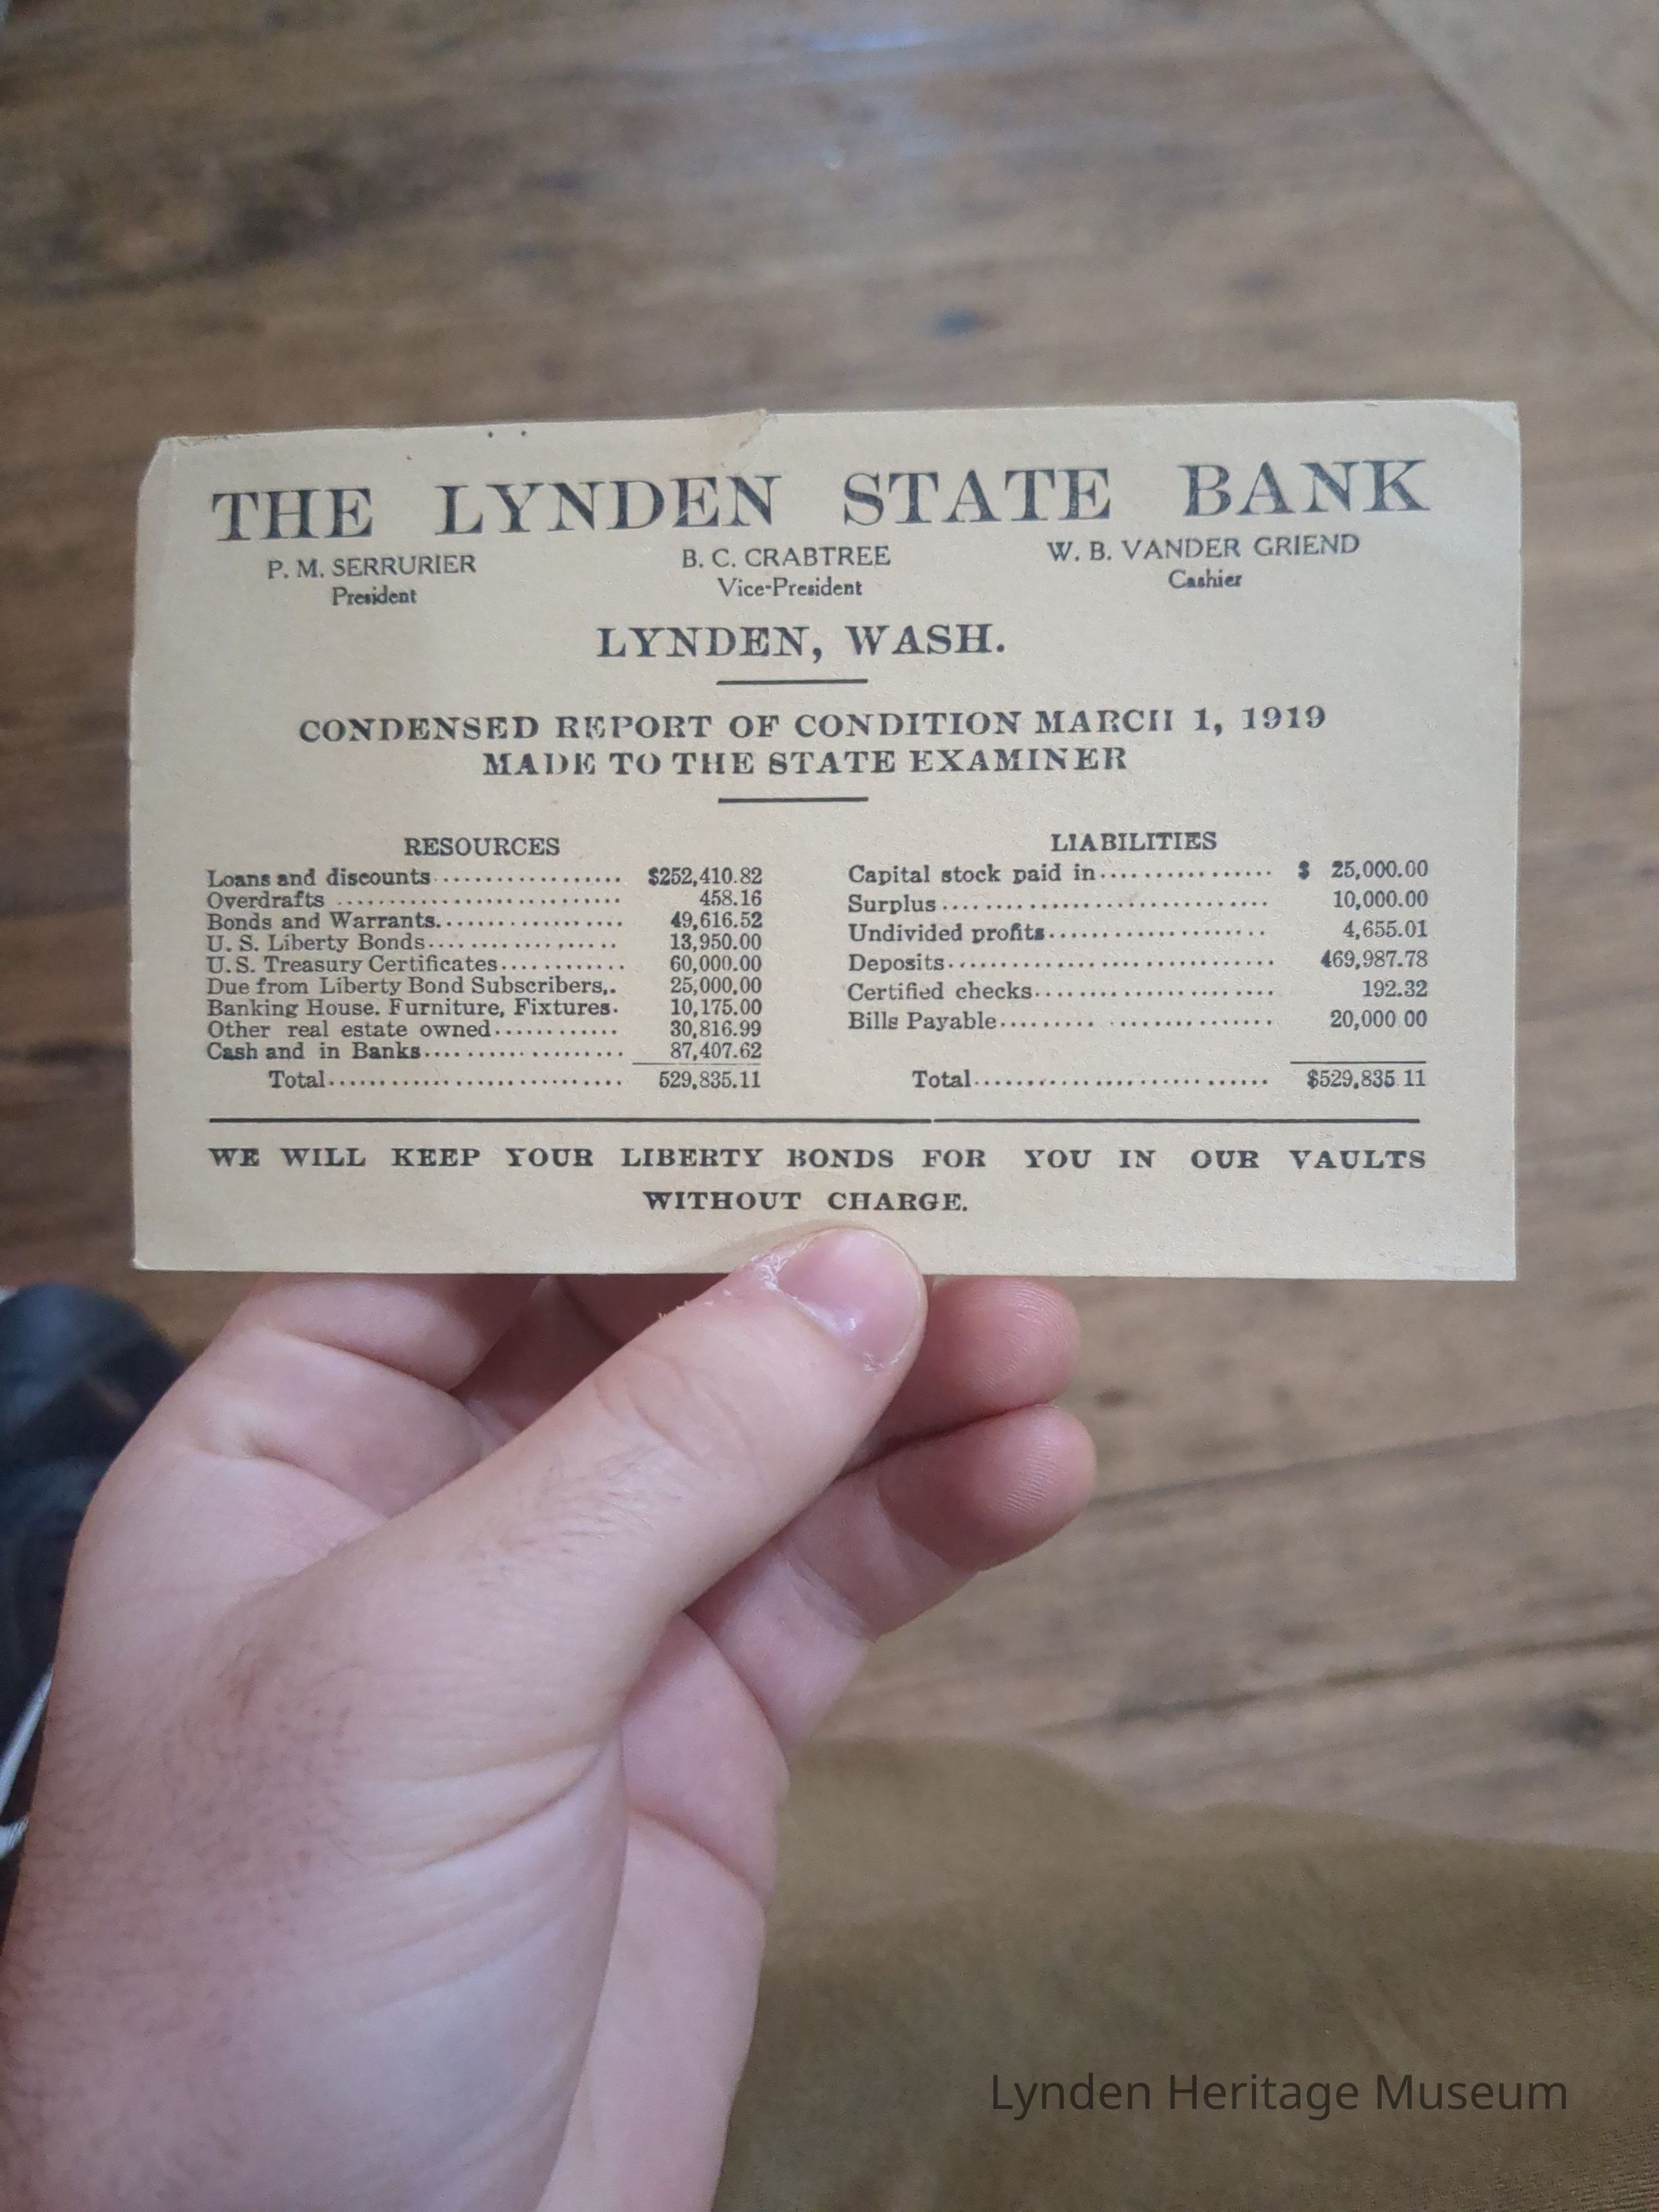 THE LYNDEN STATE BANK
P. M. SERRURIER B. C. CRABTREE W. B. VANDER GRIEND
President Vice-President Cashier
LYNDEN, WASH.
CONDENSED REPORT OF CONDITION MARCH 1, 1919
MADE TO THE STATE EXAMINER
RESOURCES
Loans and discounts $252,410.82
Overdrafts 458.16
Bonds and Warrants. 49,616.52
U. S. Liberty Bonds 13,950.00
U.S. Treasury Certificates 60,000.00
Due from Liberty Bond Subscribers,. 25,000,00
Banking House. Furniture, Fixtures. 10,175.00
Other real estate owned 30,816.99
Cash and in Banks 87,407.62
Total 529,835.11
LIABILITIES
Capital stock paid in $ 25,000.00
Surplus 10,000.00
Undivided profits 4,655.01
Deposits 469,987.78
Certified checks 192.32
Bills Payable 20,000 00
Total $529,835 11
WE WILL KEEP YOUR LIBERTY BONDS FOR YOU IN OUR VAULTS
WITHOUT CHARGE.
Lynden Heritage Museum